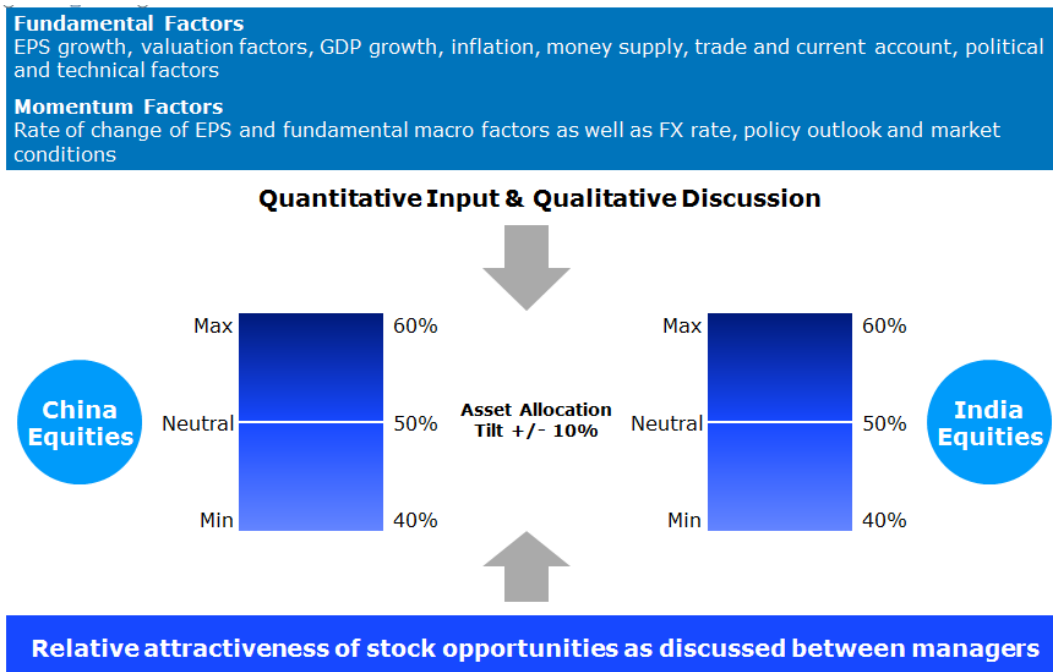 Fundamental Factors
EPS growth, valuation factors, GDP growth, inflation, money supply, trade and current account, political
and technical factors
Momentum Factors
Rate of change of EPS and fundamental macro factors as well as FX rate, policy outlook and market
conditions
Quantitative Input & Qualitative Discussion
Max 60% Max 60%
China
Equities
Neutral 50%
Asset Allocation
Tilt +/- 10%
Neutral 50%
India
Equities
Min 40% Min 40%
Relative attractiveness of stock opportunities as discussed between managers